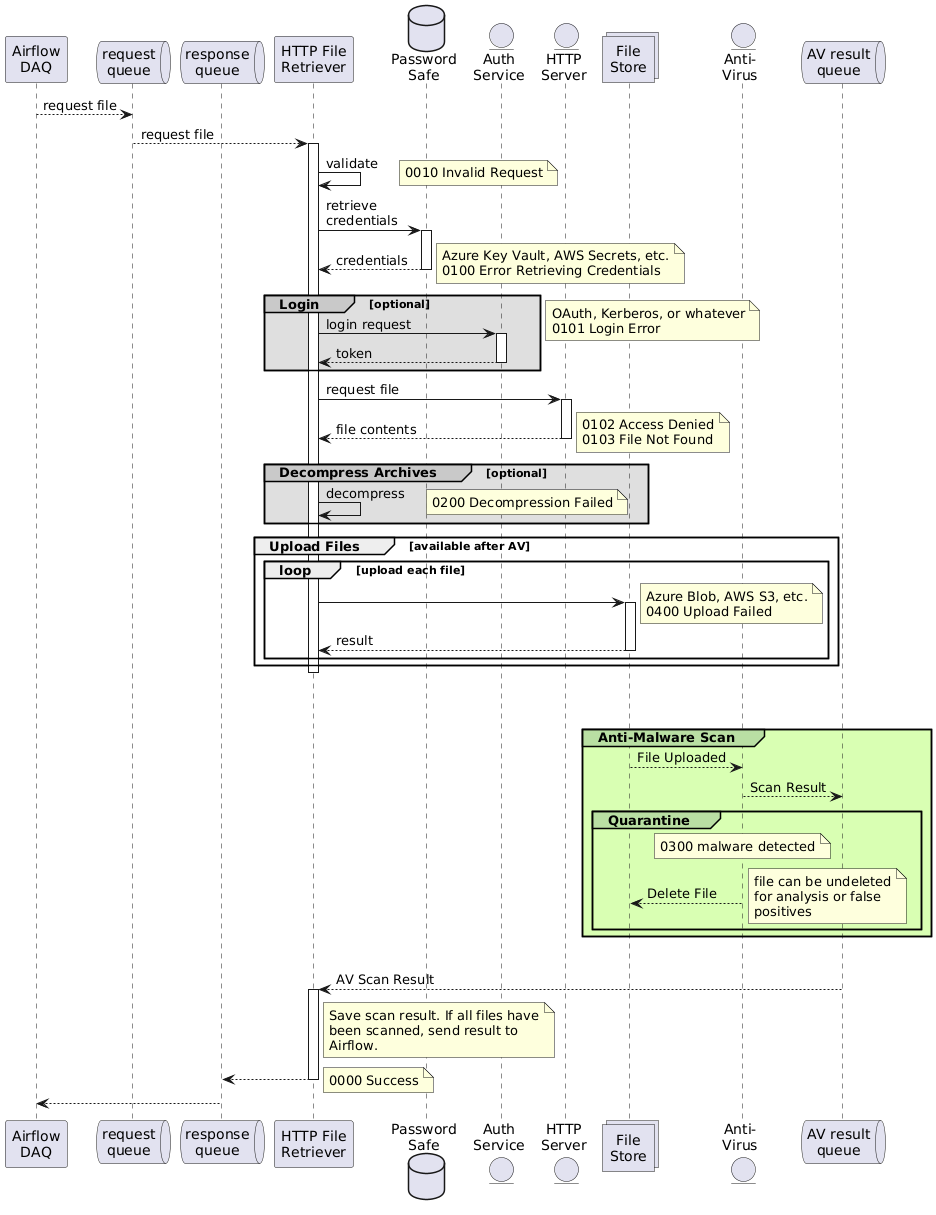 Airflow
DAQ
request
queue
response
queue
HTTP File
Retriever
Password
Safe
Auth
Service
HTTP
Server
File
Store
Anti-
Virus
AV result
queue
request file
request file
validate
0010 Invalid Request
retrieve
credentials
Azure Key Vault, AWS Secrets, etc.
0100 Error Retrieving Credentials
credentials
Login
[optional]
OAuth, Kerberos, or whatever
0101 Login Error
login request
token
request file
0102 Access Denied
0103 File Not Found
file contents
Decompress Archives
[optional]
decompress
0200 Decompression Failed
Upload Files
[available after AV]
loop
[upload each file]
Azure Blob, AWS S3, etc.
0400 Upload Failed
result
Anti-Malware Scan
File Uploaded
Scan Result
Quarantine
0300 malware detected
Delete File
file can be undeleted
for analysis or false
positives
AV Scan Result
Save scan result. If all files have
been scanned, send result to
Airflow.
0000 Success
Airflow
DAQ
request
queue
response
queue
HTTP File
Retriever
Password
Safe
Auth
Service
HTTP
Server
File
Store
Anti-
Virus
AV result
queue